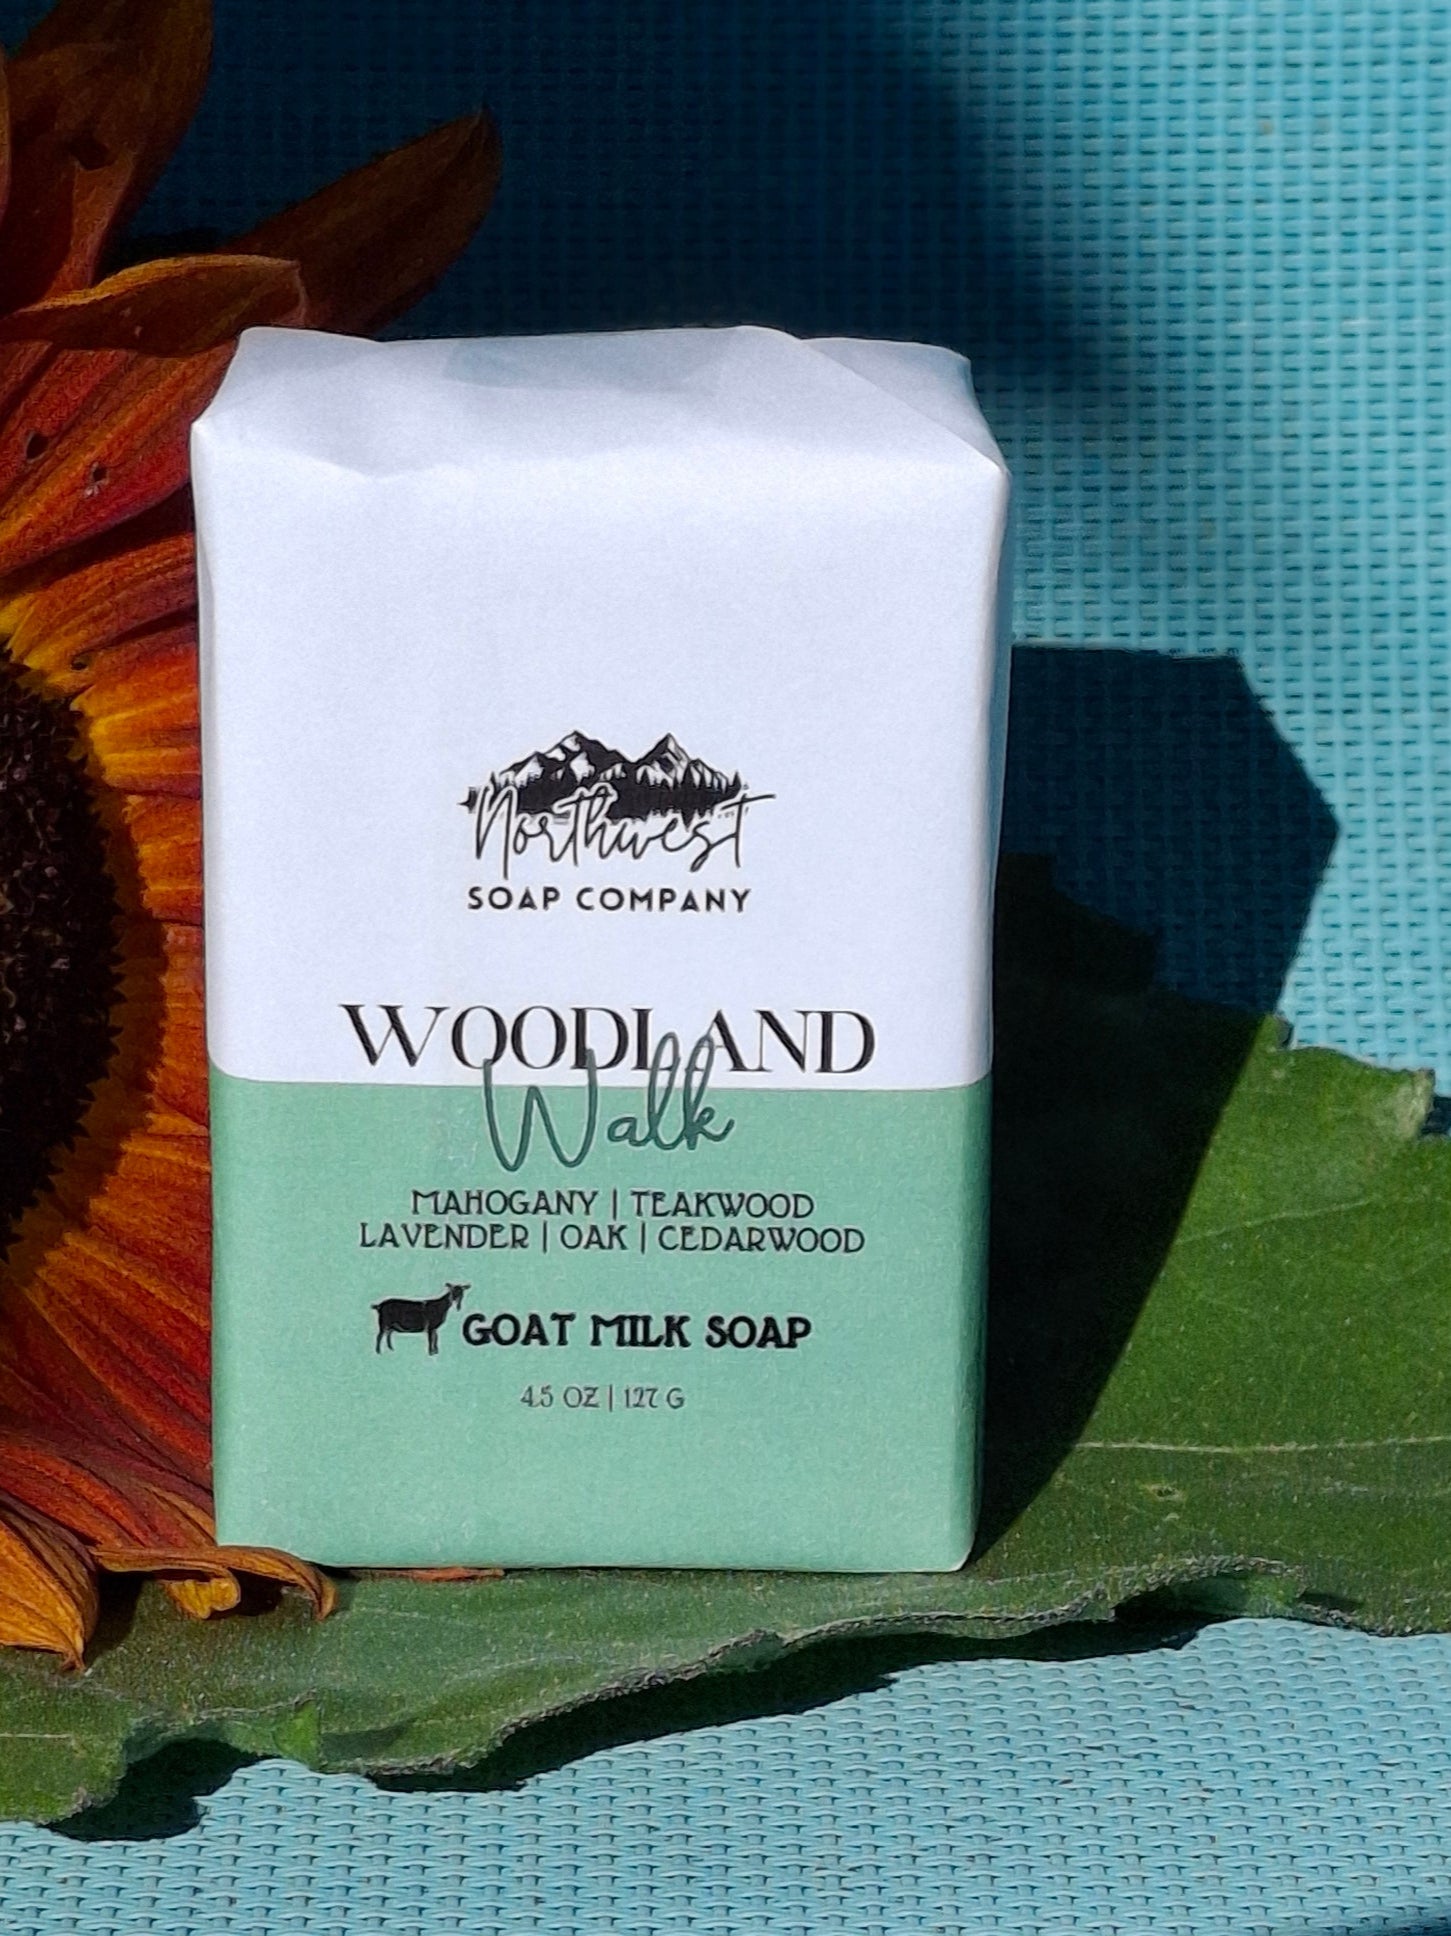 Northwest
SOAP COMPANY
WOODLAND
Walk
MAHOGANY | TEAKWOOD
LAVENDER | OAK | CEDARWOOD
GOAT MILK SOAP
4.5 OZ | 127 G